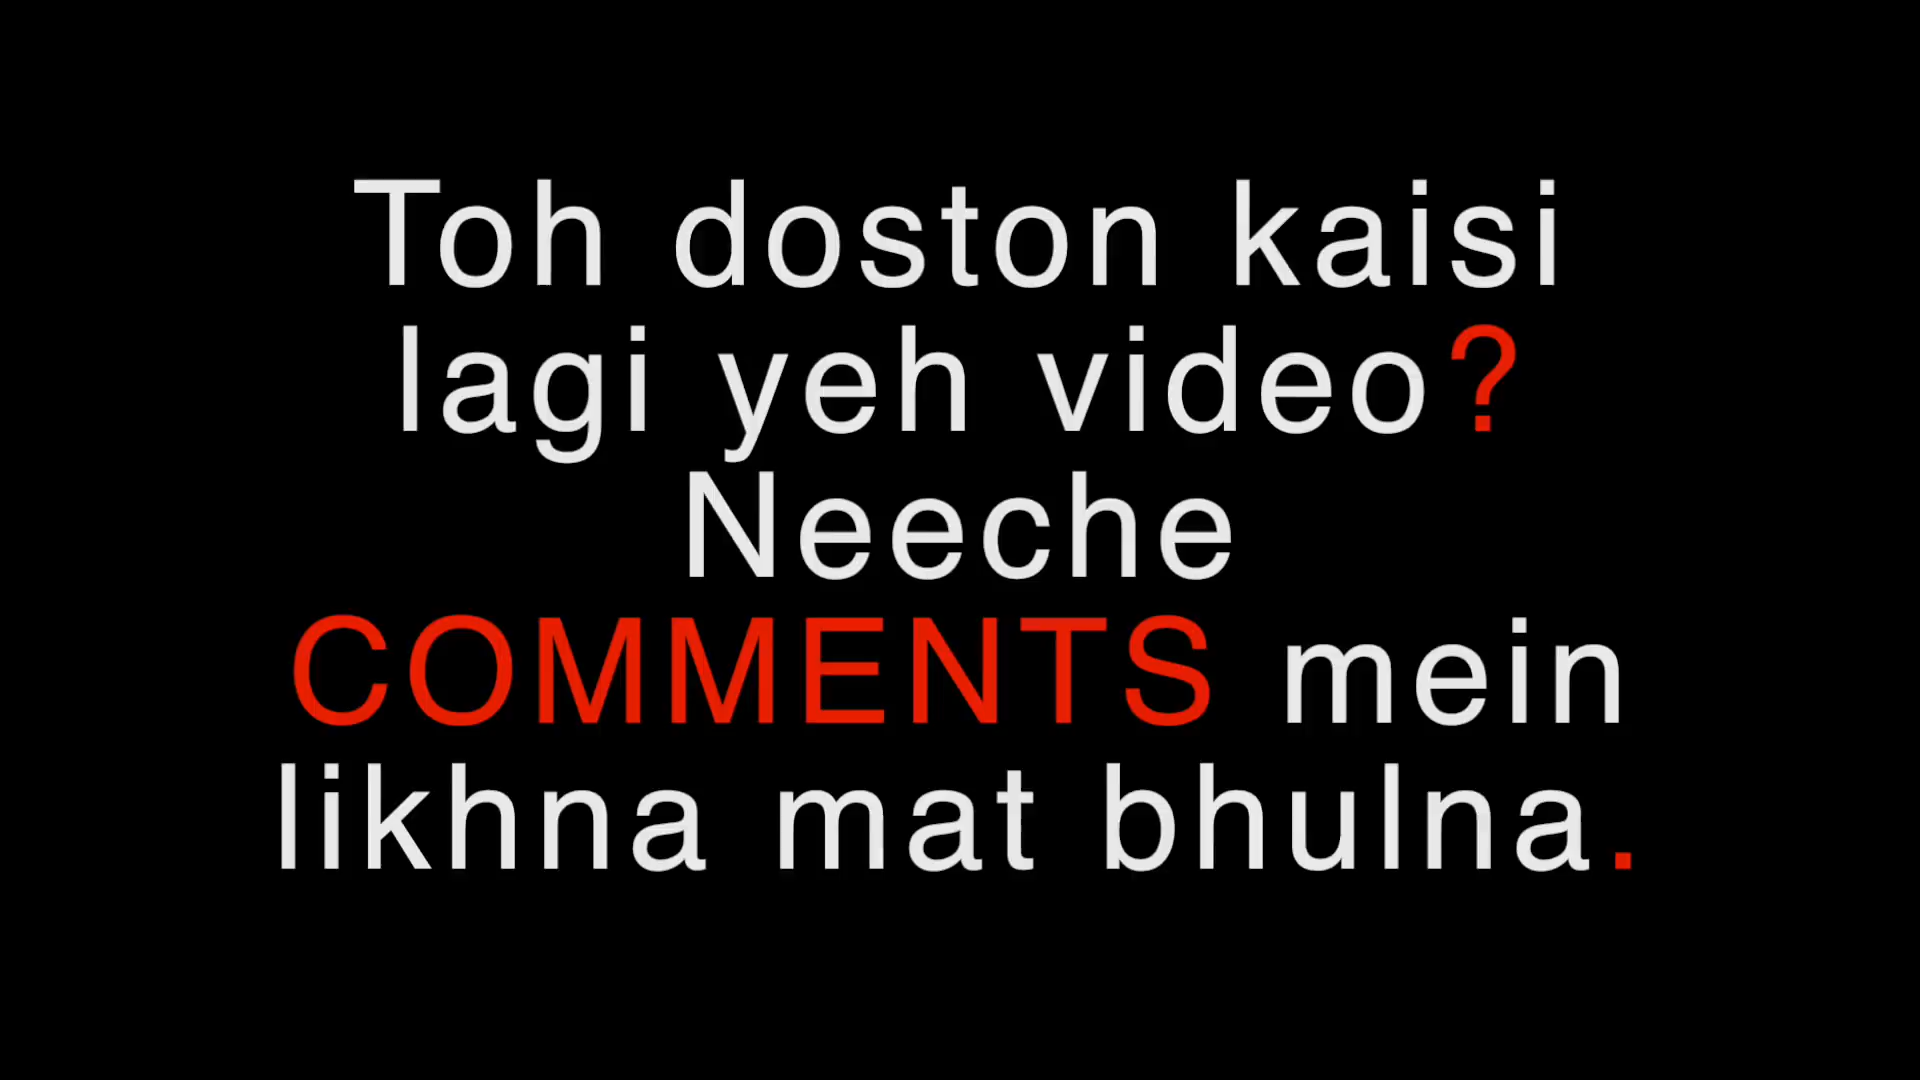 Toh doston kaisi
lagi yeh video?
Neeche
COMMENTS mein
likhna mat bhulna.